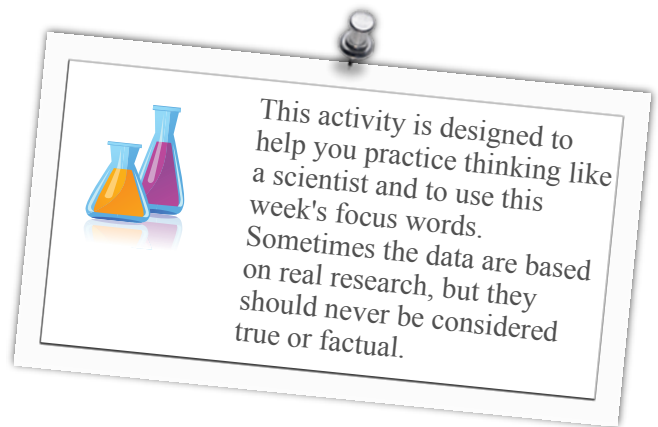 This activity is designed to
help you practice thinking like
a scientist and to use this
week's focus words.
Sometimes the data are based
on real research, but they
should never be considered
true or factual.